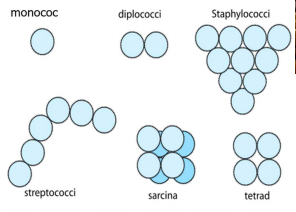 monococ
diplococci
Staphylococci
streptococci
sarcina
tetrad